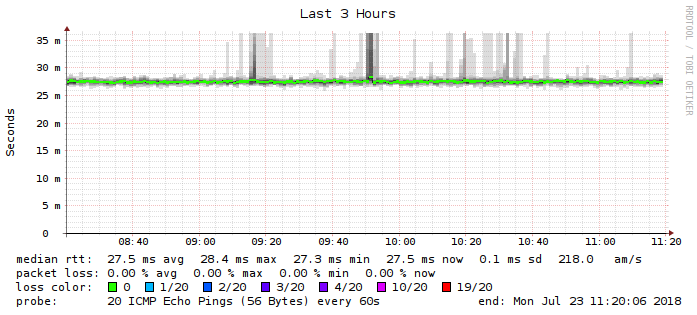 Last 3 Hours
RRDTOOL / TOBI OETIKER
Seconds
35 m
30 m
25 m
20 m
15 m
10 m
5 m
0
08:40 09:00 09:20 09:40 10:00 10:20 10:40 11:00 11:20
median rtt: 27.5 ms avg 28.4 ms max 27.3 ms min 27.5 ms now 0.1 ms sd 218.0 am/s
packet loss: 0.00 % avg 0.00 % max 0.00 % min 0.00 % now
loss color: 0 1/20 2/20 3/20 4/20 10/20 19/20
probe: 20 ICMP Echo Pings (56 Bytes) every 60s end: Mon Jul 23 11:20:06 2018